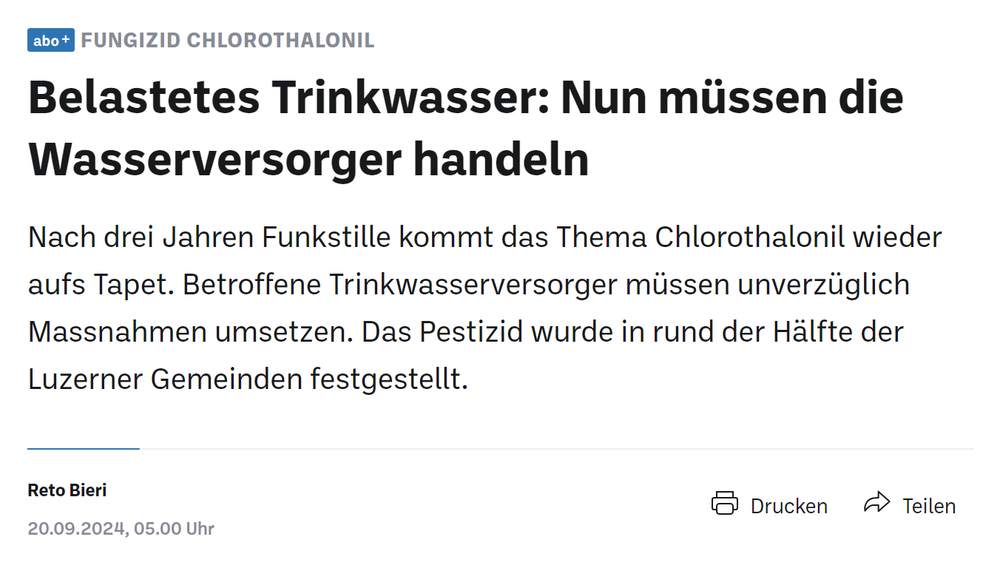 abo+ FUNGIZID CHLOROTHALONIL
Belastetes Trinkwasser: Nun müssen die
Wasserversorger handeln
Nach drei Jahren Funkstille kommt das Thema Chlorothalonil wieder
aufs Tapet. Betroffene Trinkwasserversorger müssen unverzüglich
Massnahmen umsetzen. Das Pestizid wurde in rund der Hälfte der
Luzerner Gemeinden festgestellt.
Reto Bieri
20.09.2024, 05.00 Uhr
Drucken Teilen